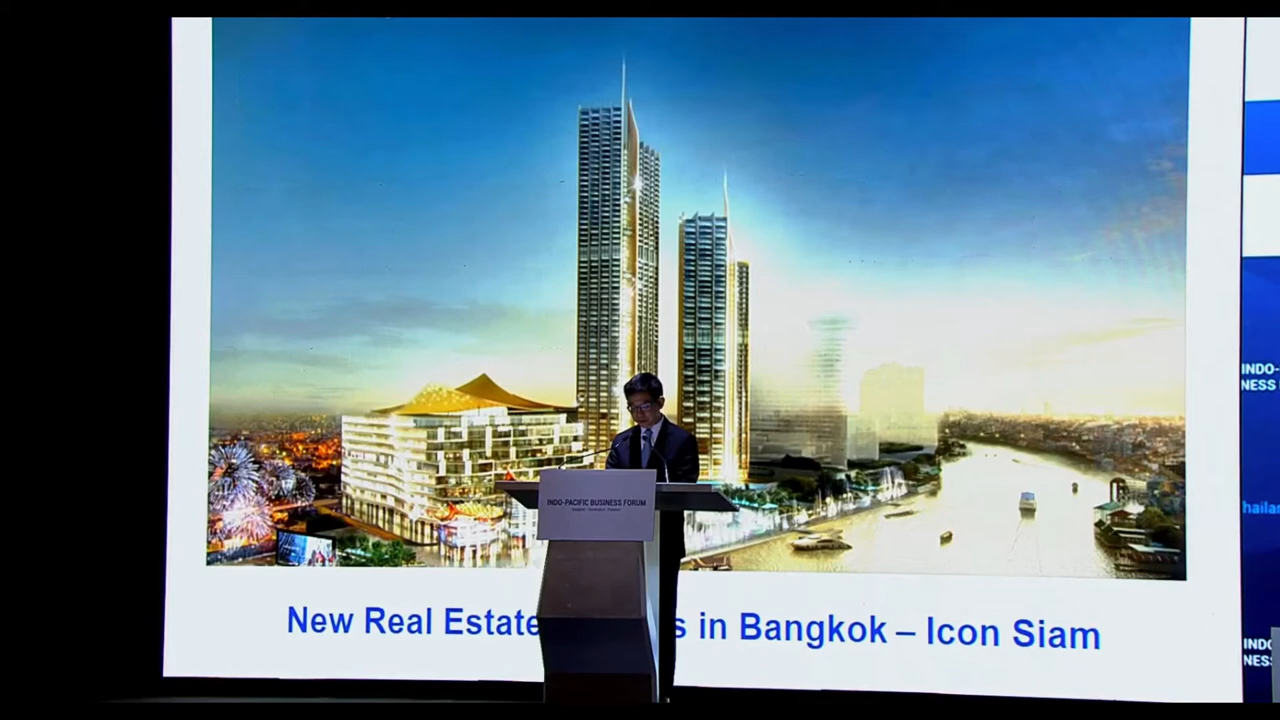 INDO-PACIFIC BUSINESS FORUM
New Real Estate s in Bangkok – Icon Siam
INDO-
NESS
hailan
INDO
NESS